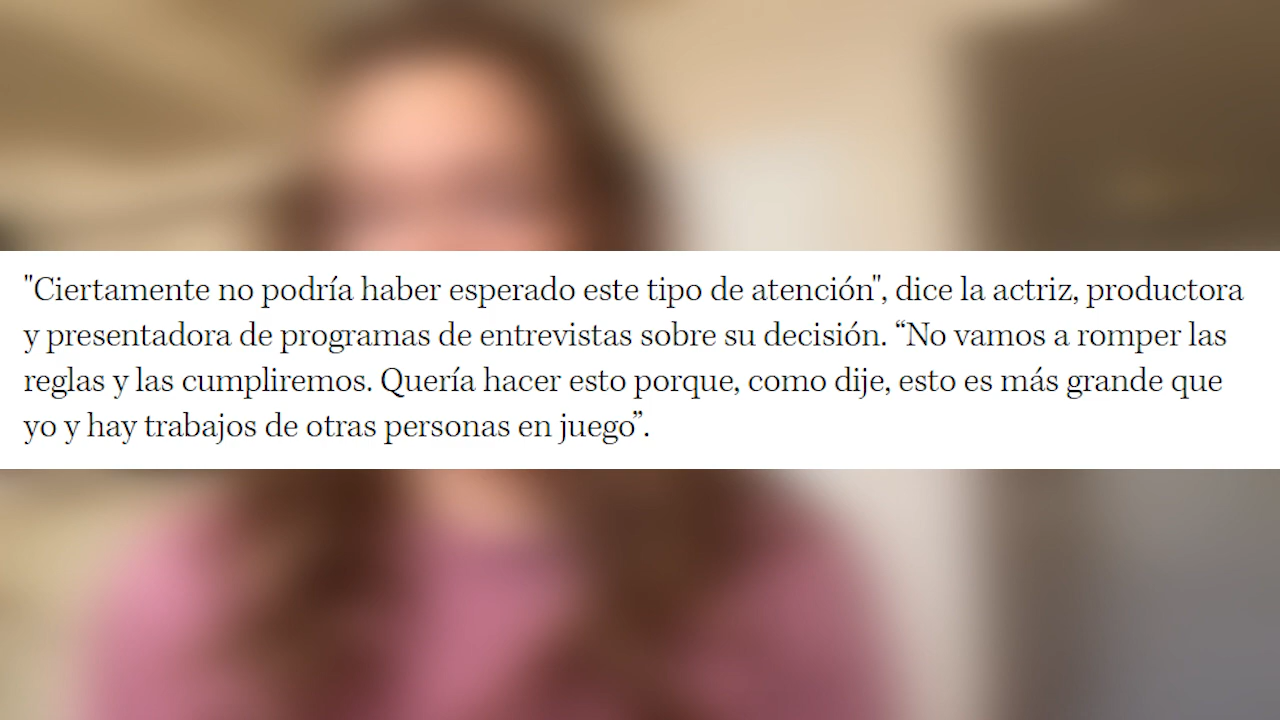 "Ciertamente no podría haber esperado este tipo de atención", dice la actriz, productora
y presentadora de programas de entrevistas sobre su decisión. “No vamos a romper las
reglas y las cumpliremos. Quería hacer esto porque, como dije, esto es más grande que
yo y hay trabajos de otras personas en juego”.